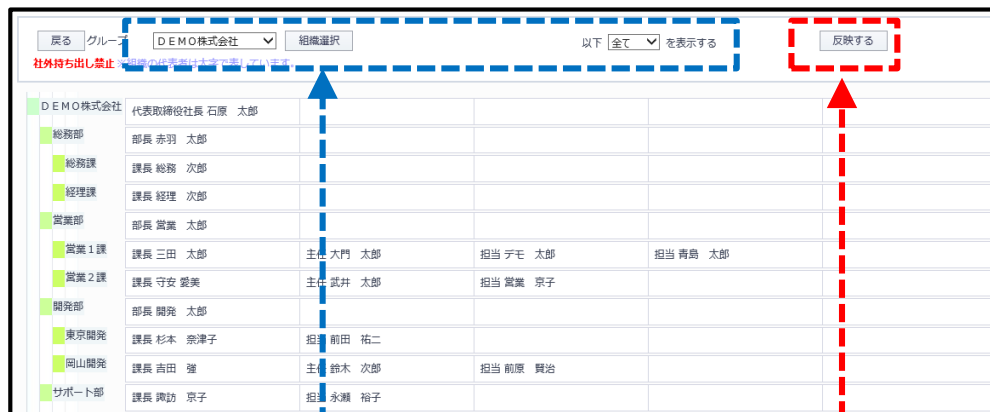 戻る グループ DEMO株式会社 組織選択 以下 全て を表示する 反映する
社外持ち出し禁止 ※組織の代表者は太字で表しています。
DEMO株式会社 代表取締役社長 石原 太郎
総務部 部長 赤羽 太郎
総務課 課長 総務 次郎
経理課 課長 経理 次郎
営業部 部長 営業 太郎
営業1課 課長 三田 太郎 主任 大門 太郎 担当 デモ 太郎 担当 青島 太郎
営業2課 課長 守安 愛美 主任 武井 太郎 担当 営業 京子
開発部 部長 開発 太郎
東京開発 課長 杉本 奈津子 担当 前田 祐二
岡山開発 課長 吉田 強 主任 鈴木 次郎 担当 前原 賢治
サポート部 課長 諏訪 京子 担当 永瀬 裕子